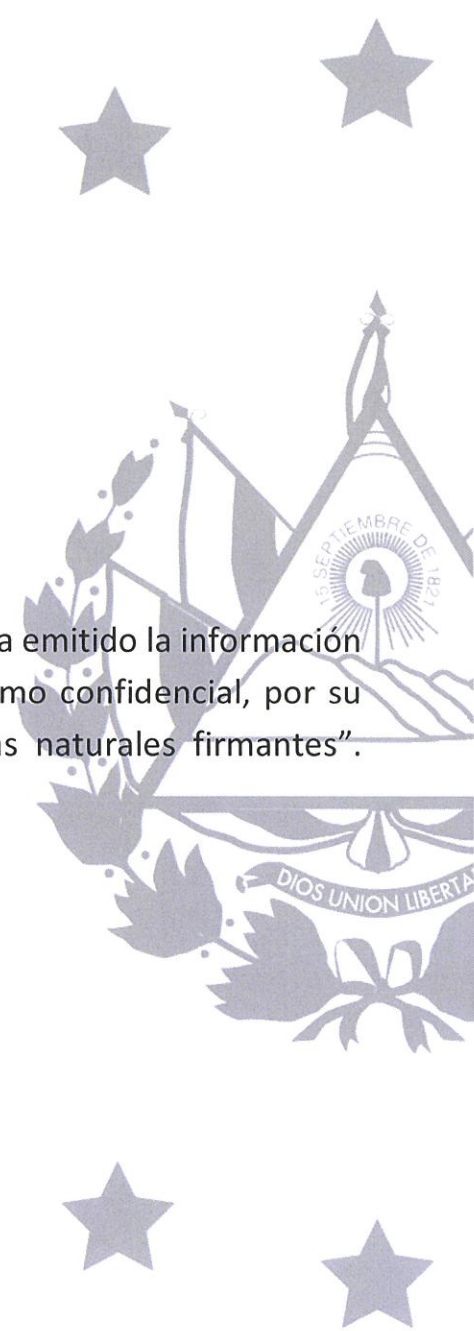 15 SEPTIEMBRE DE 1821
a emitido la información
mo confidencial, por su
s naturales firmantes”.
DIOS UNION LIBERTA